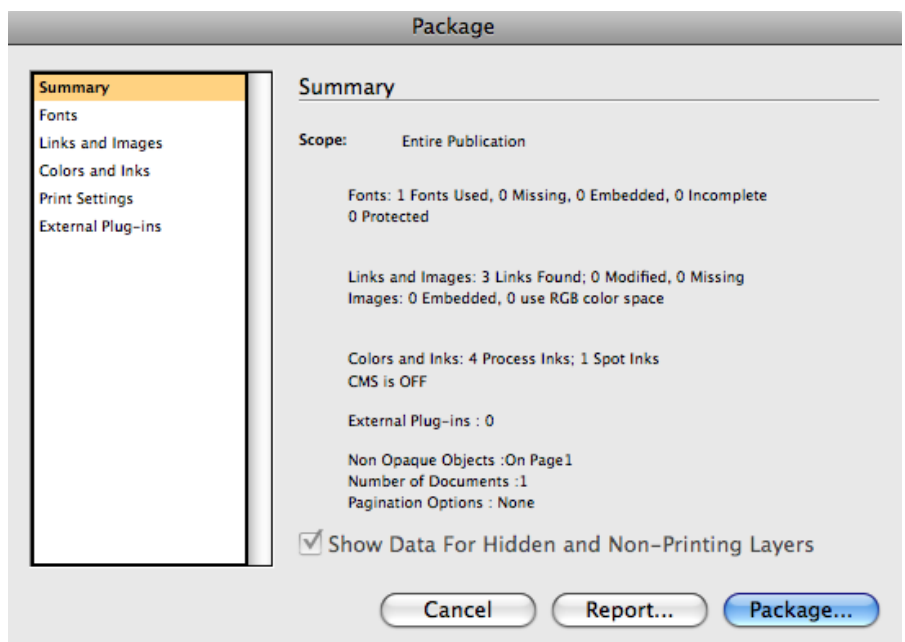 Package
Summary
Fonts
Links and Images
Colors and Inks
Print Settings
External Plug-ins
Summary
Scope: Entire Publication
Fonts: 1 Fonts Used, 0 Missing, 0 Embedded, 0 Incomplete
0 Protected
Links and Images: 3 Links Found; 0 Modified, 0 Missing
Images: 0 Embedded, 0 use RGB color space
Colors and Inks: 4 Process Inks; 1 Spot Inks
CMS is OFF
External Plug-ins : 0
Non Opaque Objects :On Page1
Number of Documents :1
Pagination Options : None
Show Data For Hidden and Non-Printing Layers
Cancel Report... Package...